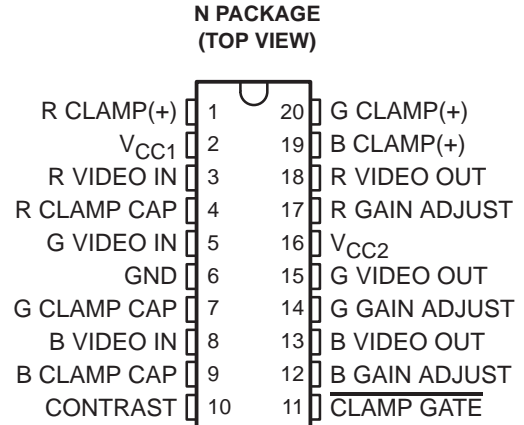 N PACKAGE
(TOP VIEW)
R CLAMP(+) 1 20 G CLAMP(+)
VCC1 2 19 B CLAMP(+)
R VIDEO IN 3 18 R VIDEO OUT
R CLAMP CAP 4 17 R GAIN ADJUST
G VIDEO IN 5 16 VCC2
GND 6 15 G VIDEO OUT
G CLAMP CAP 7 14 G GAIN ADJUST
B VIDEO IN 8 13 B VIDEO OUT
B CLAMP CAP 9 12 B GAIN ADJUST
CONTRAST 10 11 CLAMP GATE